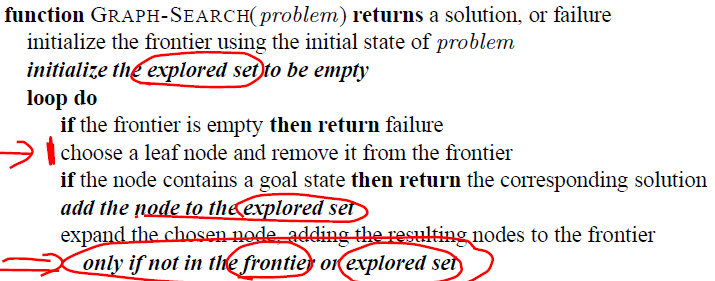 function GRAPH-SEARCH(problem) returns a solution, or failure
initialize the frontier using the initial state of problem
initialize the explored set to be empty
loop do
if the frontier is empty then return failure
choose a leaf node and remove it from the frontier
if the node contains a goal state then return the corresponding solution
add the node to the explored set
expand the chosen node, adding the resulting nodes to the frontier
only if not in the frontier or explored set